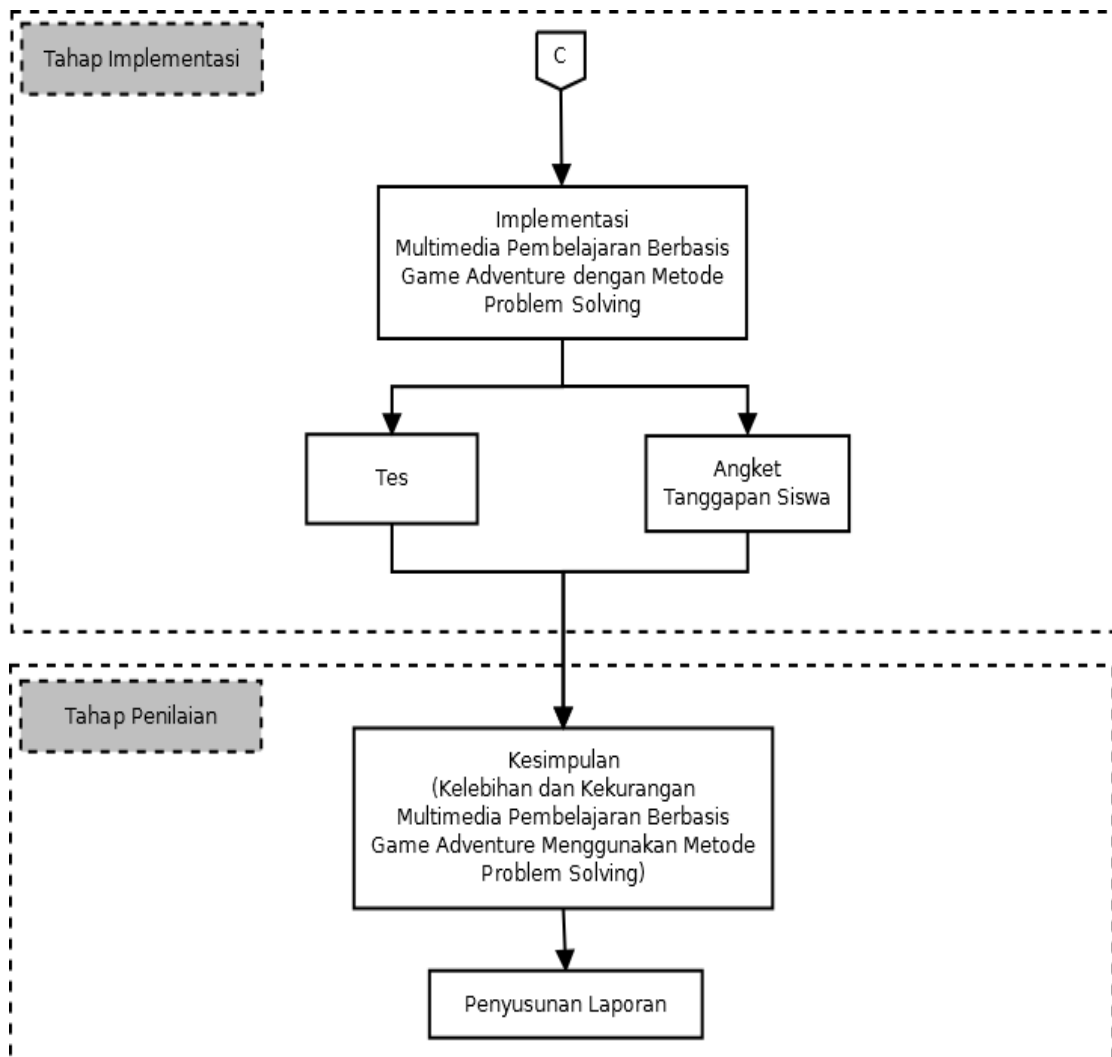 Tahap Implementasi
C
Implementasi
Multimedia Pembelajaran Berbasis
Game Adventure dengan Metode
Problem Solving
Tes
Angket
Tanggapan Siswa
Tahap Penilaian
Kesimpulan
(Kelebihan dan Kekurangan
Multimedia Pembelajaran Berbasis
Game Adventure Menggunakan Metode
Problem Solving)
Penyusunan Laporan